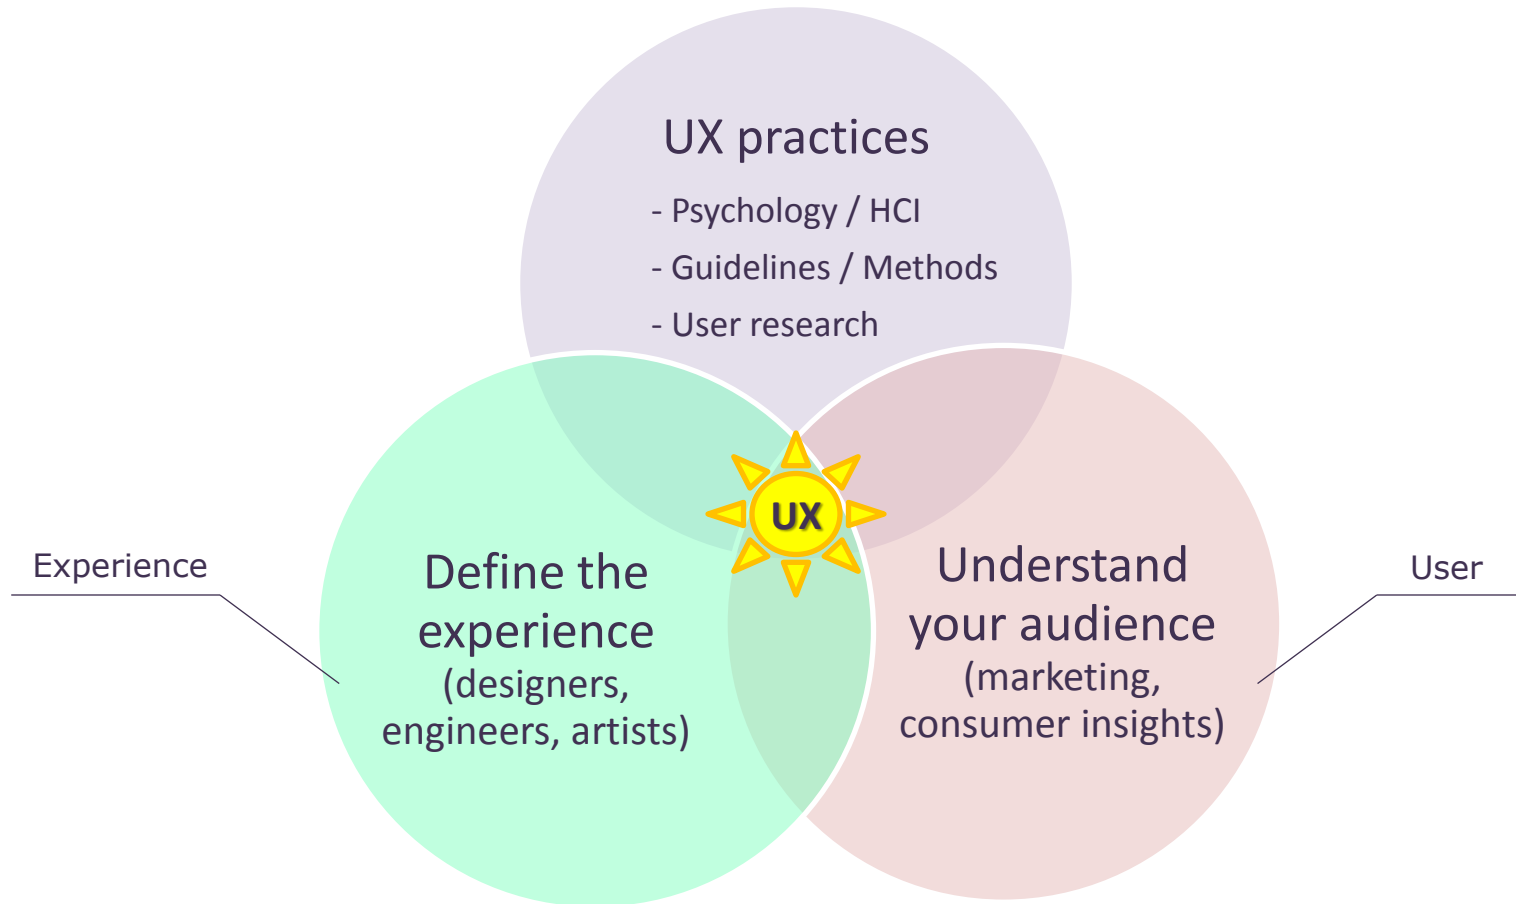 UX practices
- Psychology / HCI
- Guidelines / Methods
- User research
UX
Experience
Define the
experience
(designers,
engineers, artists)
Understand
your audience
(marketing,
consumer insights)
User